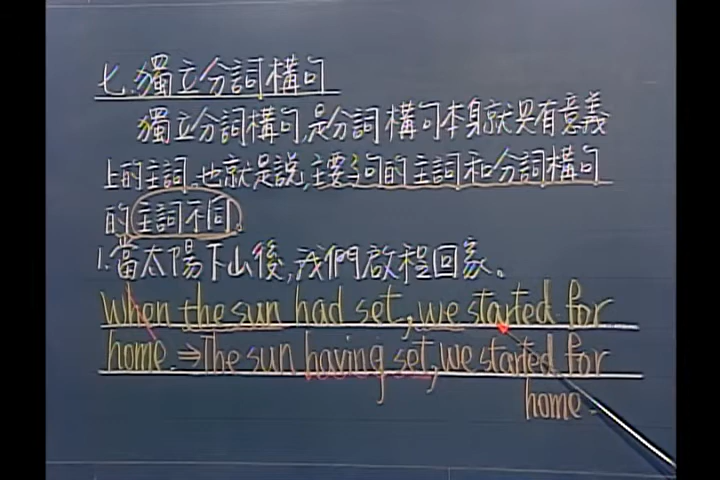 七.獨立分詞構句
獨立分詞構句,是分詞構句本身就具有意義
上的主詞,也就是說,主要子句的主詞和分詞構句
的主詞不同。
1.當太陽下山後,我們啟程回家。
When the sun had set, we started for
home.⇒The sun having set, we started for
home.